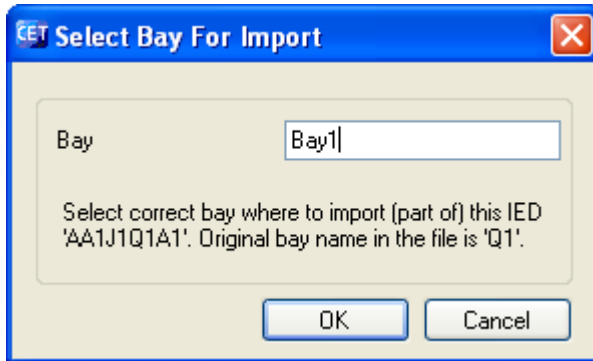 CET Select Bay For Import
Bay Bay1
Select correct bay where to import (part of) this IED
'AA1J1Q1A1'. Original bay name in the file is 'Q1'.
OK Cancel